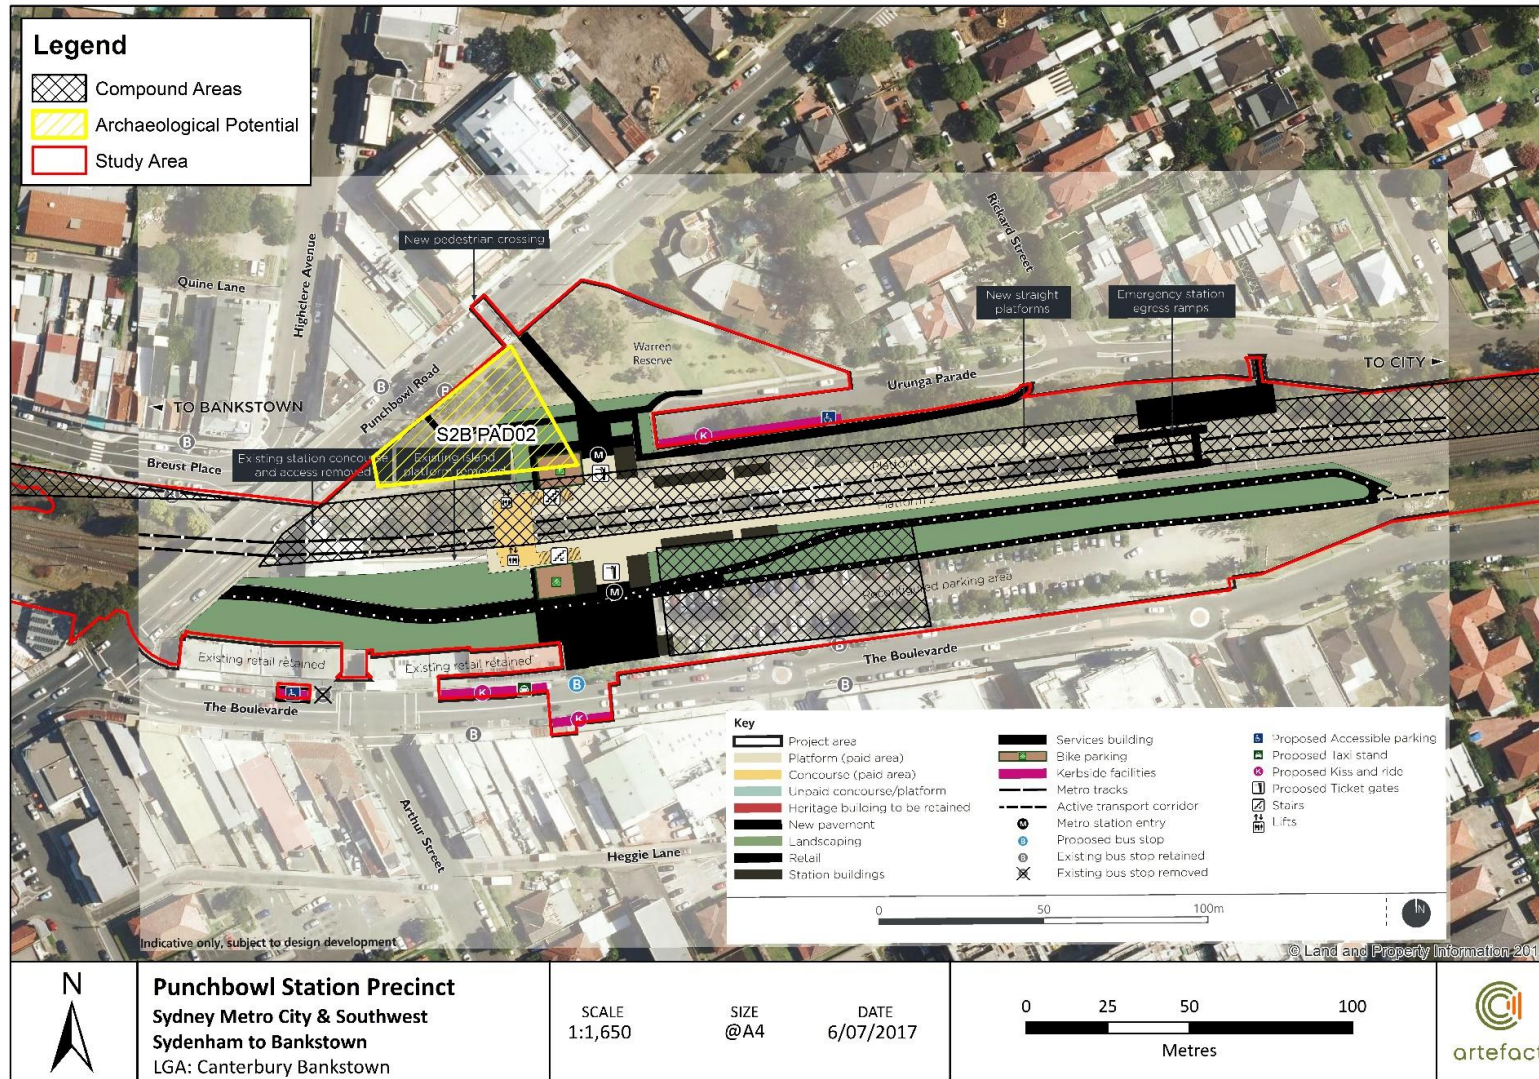 Legend
Compound Areas
Archaeological Potential
Study Area
New pedestrian crossing
Quine Lane
Highclere Avenue
Rickard Street
New straight
platforms
Emergency station
egress ramps
Warren
Reserve
TO CITY
Urunga Parade
Punchbowl Road
B
B
TO BANKSTOWN
B
Breust Place
S2B PAD02
Existing station concourse
and access removed
Existing island
platform removed
K
M
M
Reconfigured parking area
Existing retail retained
Existing retail retained
The Boulevarde
B
The Boulevarde
K
B
K
B
B
Arthur Street
Heggie Lane
Key
Project area
Platform (paid area)
Concourse (paid area)
Unpaid concourse/platform
Heritage building to be retained
New pavement
Landscaping
Retail
Station buildings
Services building
Bike parking
Kerbside facilities
Metro tracks
Active transport corridor
M Metro station entry
B Proposed bus stop
B Existing bus stop retained
Existing bus stop removed
Proposed Accessible parking
Proposed Taxi stand
K Proposed Kiss and ride
Proposed Ticket gates
Stairs
Lifts
0 50 100m
N
Indicative only, subject to design development
© Land and Property Information 201
N
Punchbowl Station Precinct
Sydney Metro City & Southwest
Sydenham to Bankstown
LGA: Canterbury Bankstown
SCALE
1:1,650
SIZE
@A4
DATE
6/07/2017
0 25 50 100
Metres
artefact